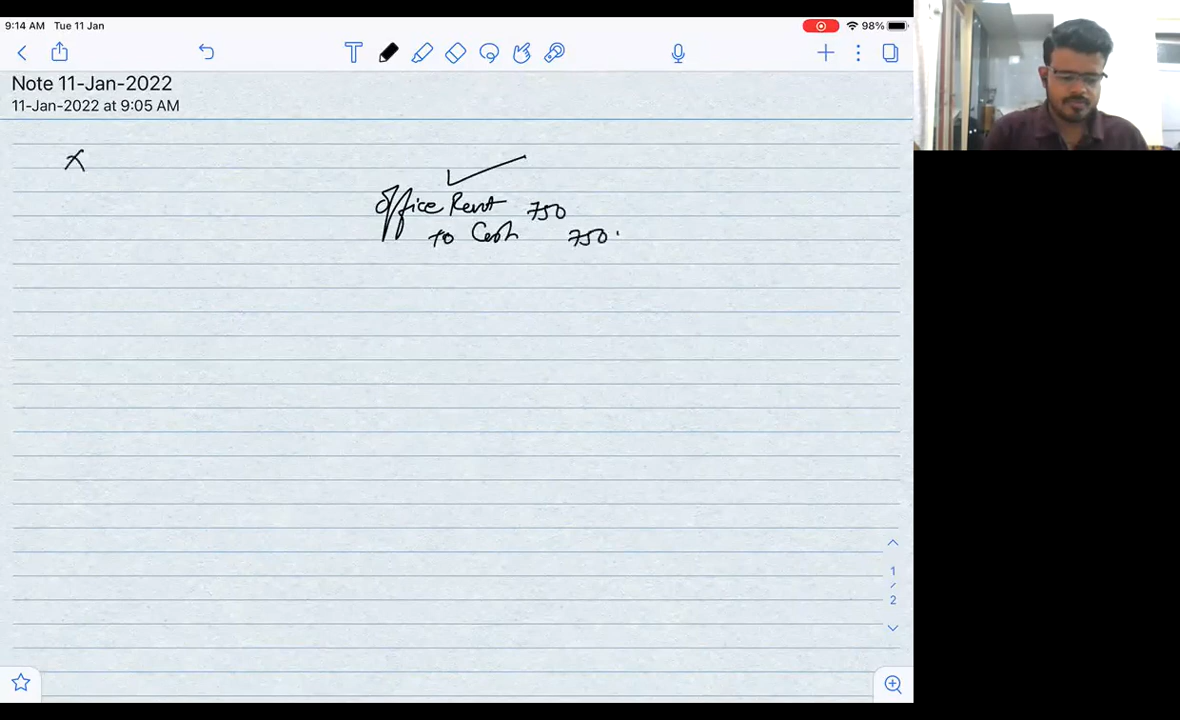 9:14 AM Tue 11 Jan
98%
Note 11-Jan-2022
11-Jan-2022 at 9:05 AM
X
Office Rent 750
To Cash 750.
1
2